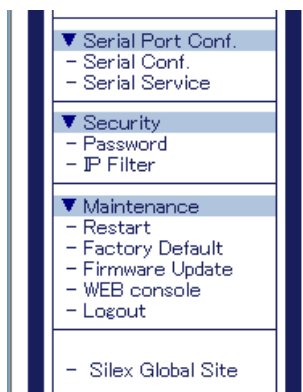 ▼ Serial Port Conf.
- Serial Conf.
- Serial Service
▼ Security
- Password
- IP Filter
▼ Maintenance
- Restart
- Factory Default
- Firmware Update
- WEB console
- Logout
- Silex Global Site